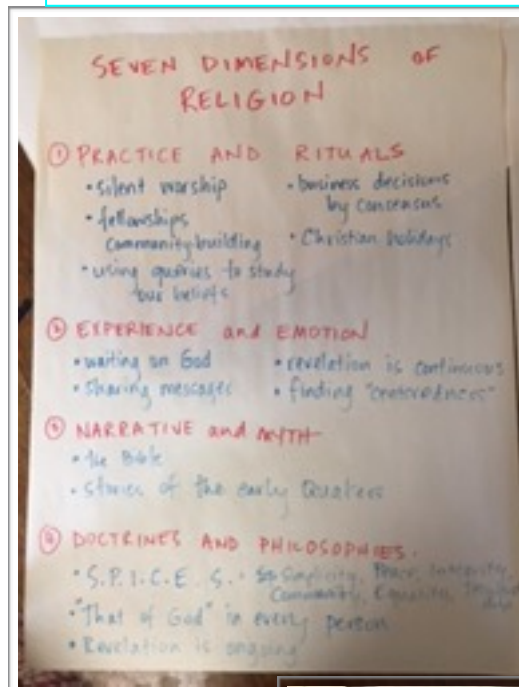 SEVEN DIMENSIONS OF
RELIGION
① PRACTICE AND RITUALS
• silent worship
• fellowships
community building
• using queries to study
our beliefs
• business decisions
by concensus
• Christian holidays
② EXPERIENCE and EMOTION
• waiting on God
• sharing messages
• revelation is continuous
• finding "centeredness"
③ NARRATIVE and MYTH
• the Bible
• stories of the early Quakers
④ DOCTRINES AND PHILOSOPHIES.
• S.P.I.C.E.S. • Simplicity, Peace, Integrity,
Community, Equality,
• "That of God" in every person
• Revelation is ongoing